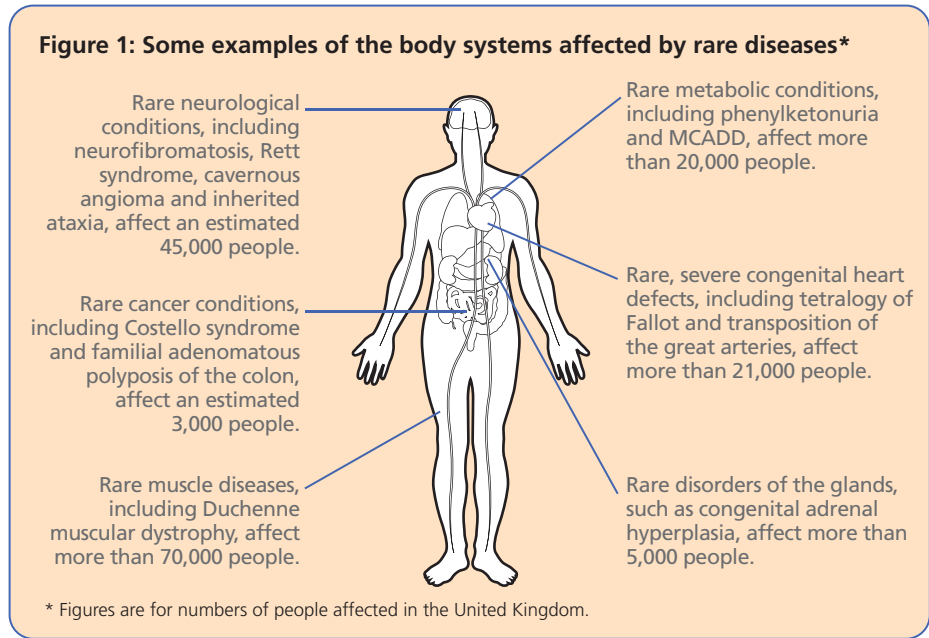 Figure 1: Some examples of the body systems affected by rare diseases*
Rare neurological
conditions, including
neurofibromatosis, Rett
syndrome, cavernous
angioma and inherited
ataxia, affect an estimated
45,000 people.
Rare cancer conditions,
including Costello syndrome
and familial adenomatous
polyposis of the colon,
affect an estimated
3,000 people.
Rare muscle diseases,
including Duchenne
muscular dystrophy, affect
more than 70,000 people.
Rare metabolic conditions,
including phenylketonuria
and MCADD, affect more
than 20,000 people.
Rare, severe congenital heart
defects, including tetralogy of
Fallot and transposition of
the great arteries, affect
more than 21,000 people.
Rare disorders of the glands,
such as congenital adrenal
hyperplasia, affect more than
5,000 people.
* Figures are for numbers of people affected in the United Kingdom.